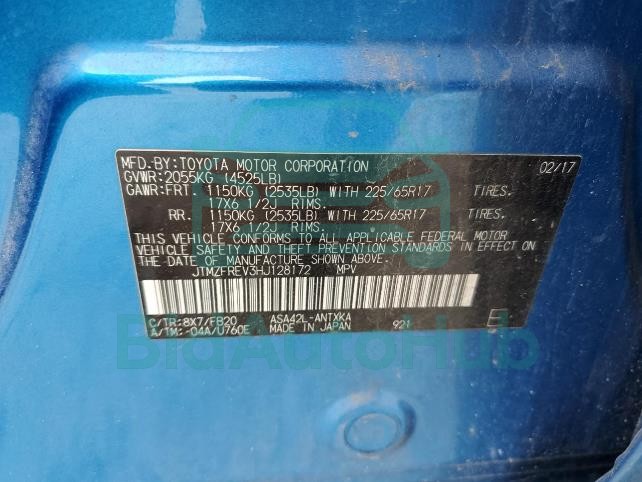 MFD.BY:TOYOTA MOTOR CORPORATION 02/17
GVWR:2055KG (4525LB)
GAWR:FRT. 1150KG (2535LB) WITH 225/65R17 TIRES.
17X6 1/2J RIMS.
RR. 1150KG (2535LB) WITH 225/65R17 TIRES.
17X6 1/2J RIMS.
THIS VEHICLE CONFORMS TO ALL APPLICABLE FEDERAL MOTOR
VEHICLE SAFETY AND THEFT PREVENTION STANDARDS IN EFFECT ON
THE DATE OF MANUFACTURE SHOWN ABOVE.
JTMZFREV3HJ128172 MPV
C/TR:8X7/FB20 ASA42L-ANTXKA
A/TM:-04A/U760E MADE IN JAPAN 921 E
BidAutoHub